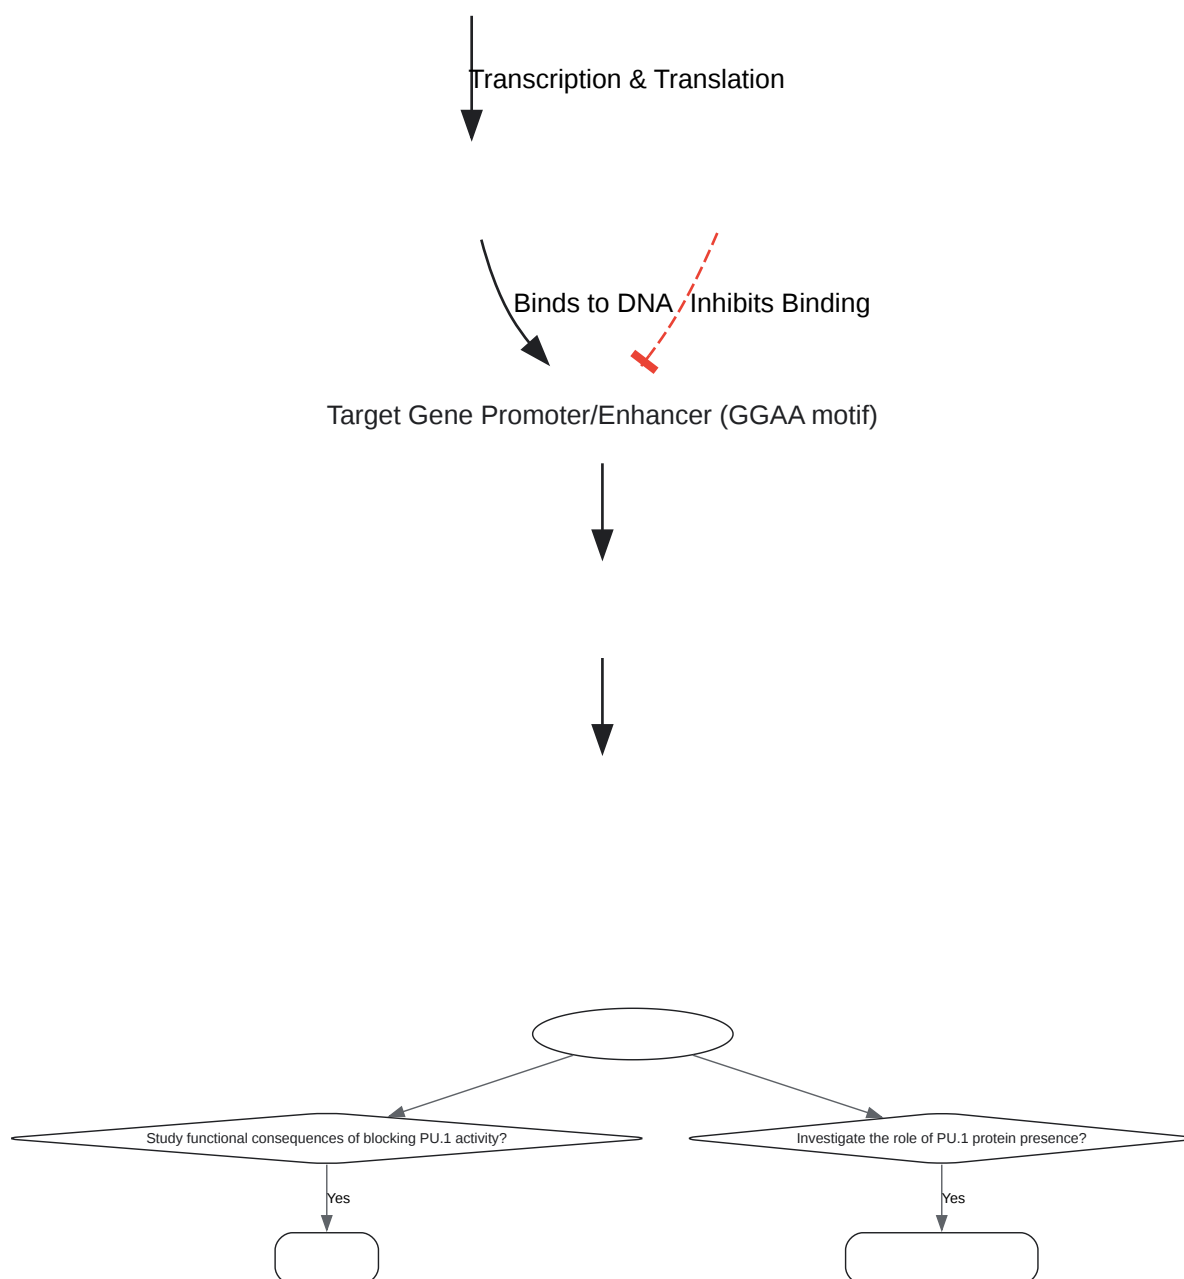 Transcription & Translation
Binds to DNA
Inhibits Binding
Target Gene Promoter/Enhancer (GGAA motif)
Study functional consequences of blocking PU.1 activity?
Investigate the role of PU.1 protein presence?
Yes
Yes